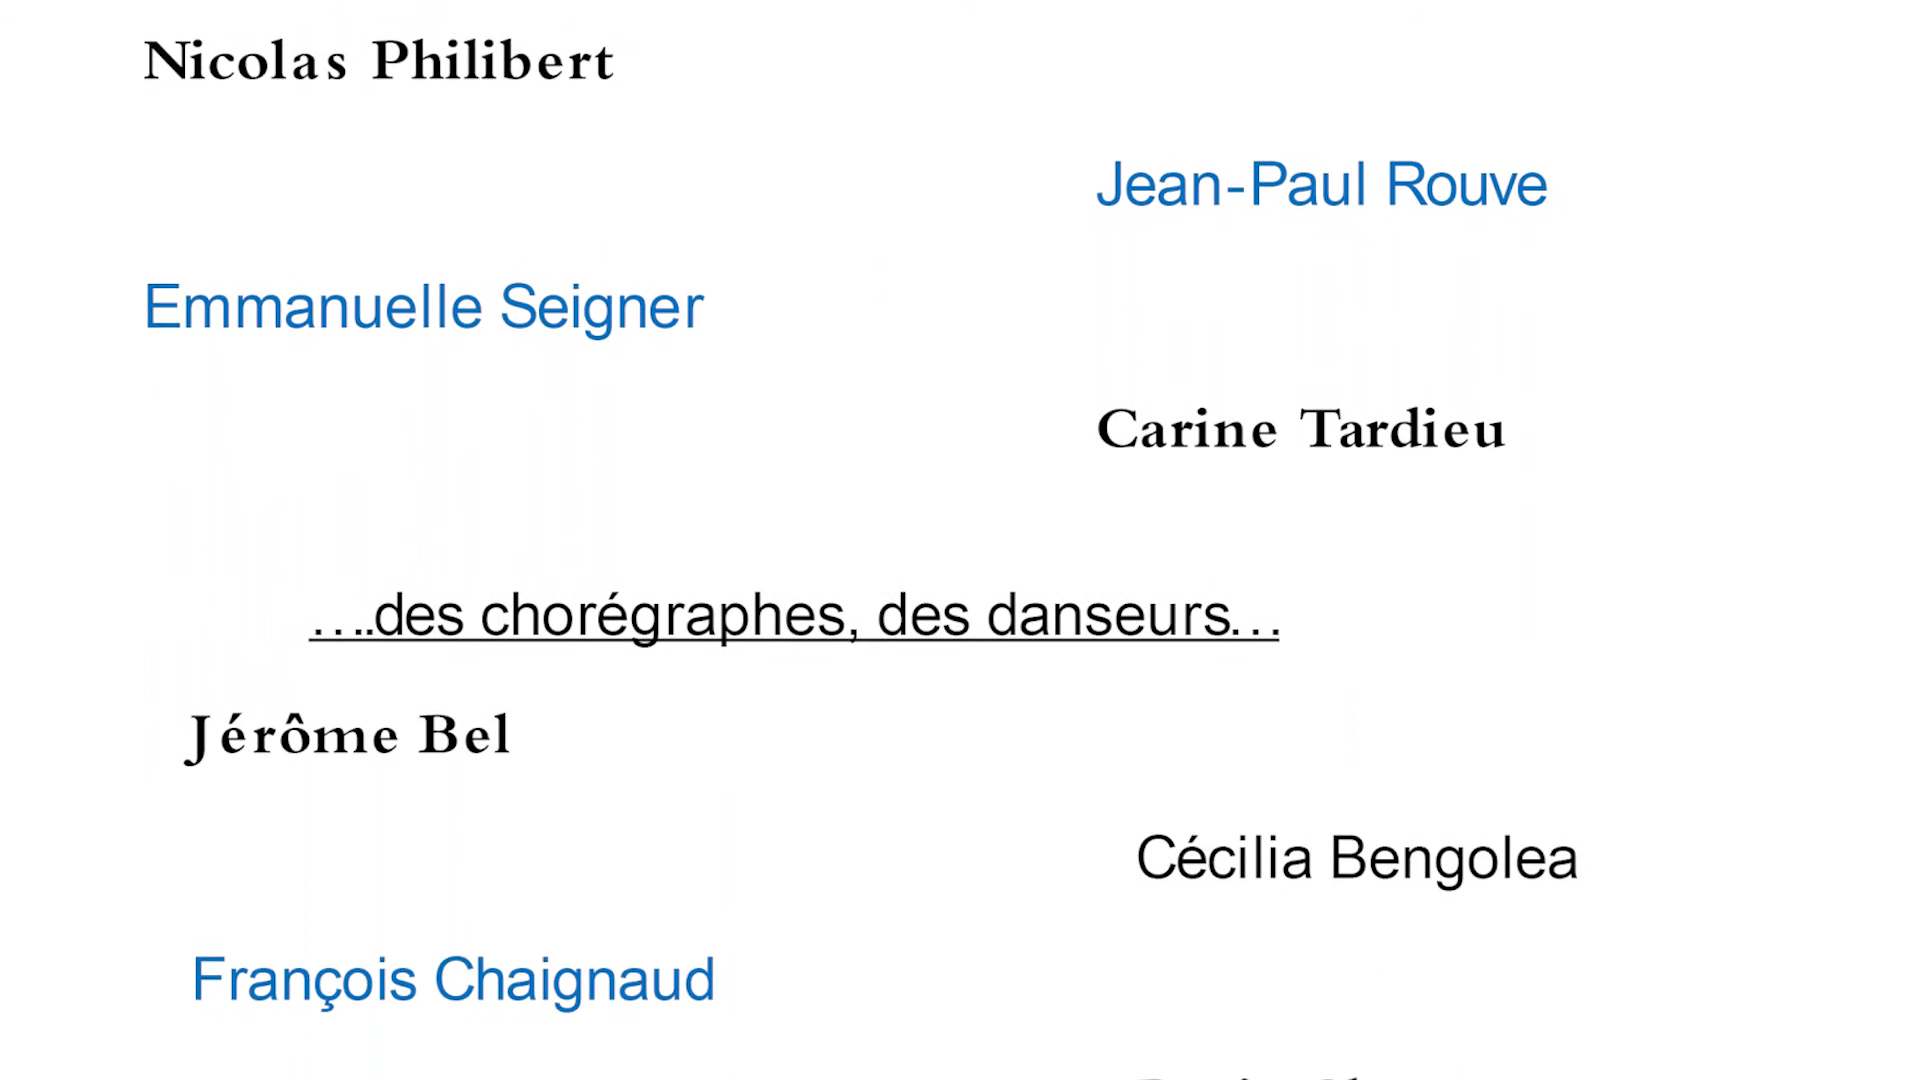 Nicolas Philibert
Jean-Paul Rouve
Emmanuelle Seigner
Carine Tardieu
….des chorégraphes, des danseurs…
Jérôme Bel
Cécilia Bengolea
François Chaignaud